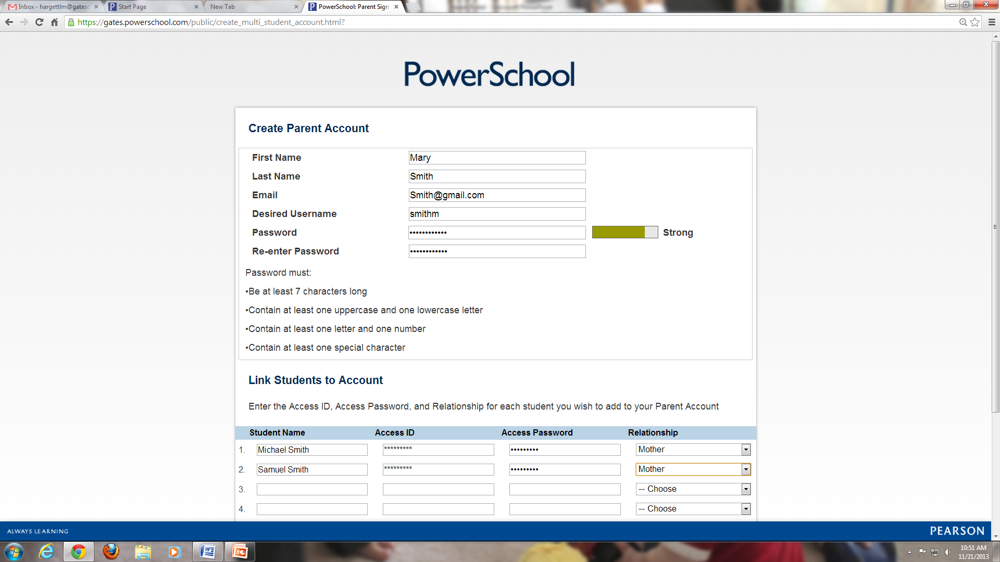 Inbox - hargettlm@gatesc
Start Page
New Tab
PowerSchool: Parent Sign
https://gates.powerschool.com/public/create_multi_student_account.html?
PowerSchool
Create Parent Account
First Name Mary
Last Name Smith
Email Smith@gmail.com
Desired Username smithm
Password •••••••••••• Strong
Re-enter Password ••••••••••••
Password must:
•Be at least 7 characters long
•Contain at least one uppercase and one lowercase letter
•Contain at least one letter and one number
•Contain at least one special character
Link Students to Account
Enter the Access ID, Access Password, and Relationship for each student you wish to add to your Parent Account
Student Name Access ID Access Password Relationship
1. Michael Smith ********* ••••••••• Mother
2. Samuel Smith ********* ••••••••• Mother
3. -- Choose
4. -- Choose
ALWAYS LEARNING PEARSON
10:51 AM
11/21/2013